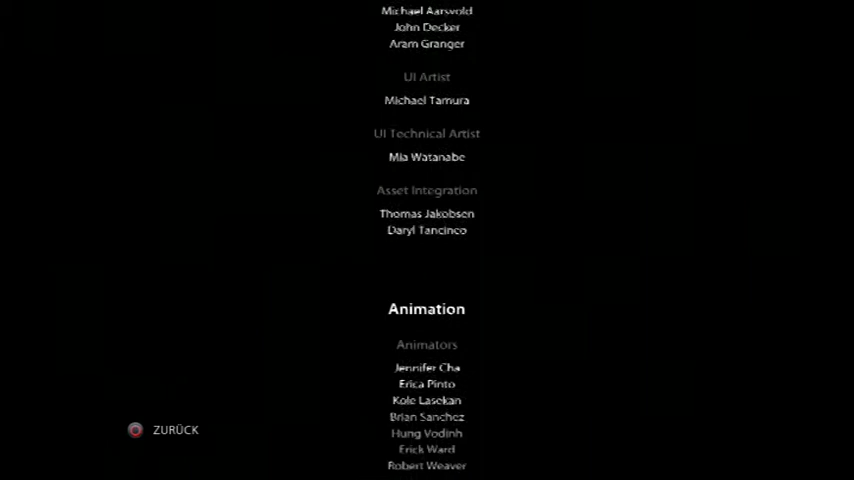 Michael Aarsvold
John Decker
Aram Granger
UI Artist
Michael Tamura
UI Technical Artist
Mia Watanabe
Asset Integration
Thomas Jakobsen
Daryl Tancinco
Animation
Animators
Jennifer Cha
Erica Pinto
Kole Lasekan
Brian Sanchez
Hung Vodinh
Erick Ward
Robert Weaver
ZURÜCK